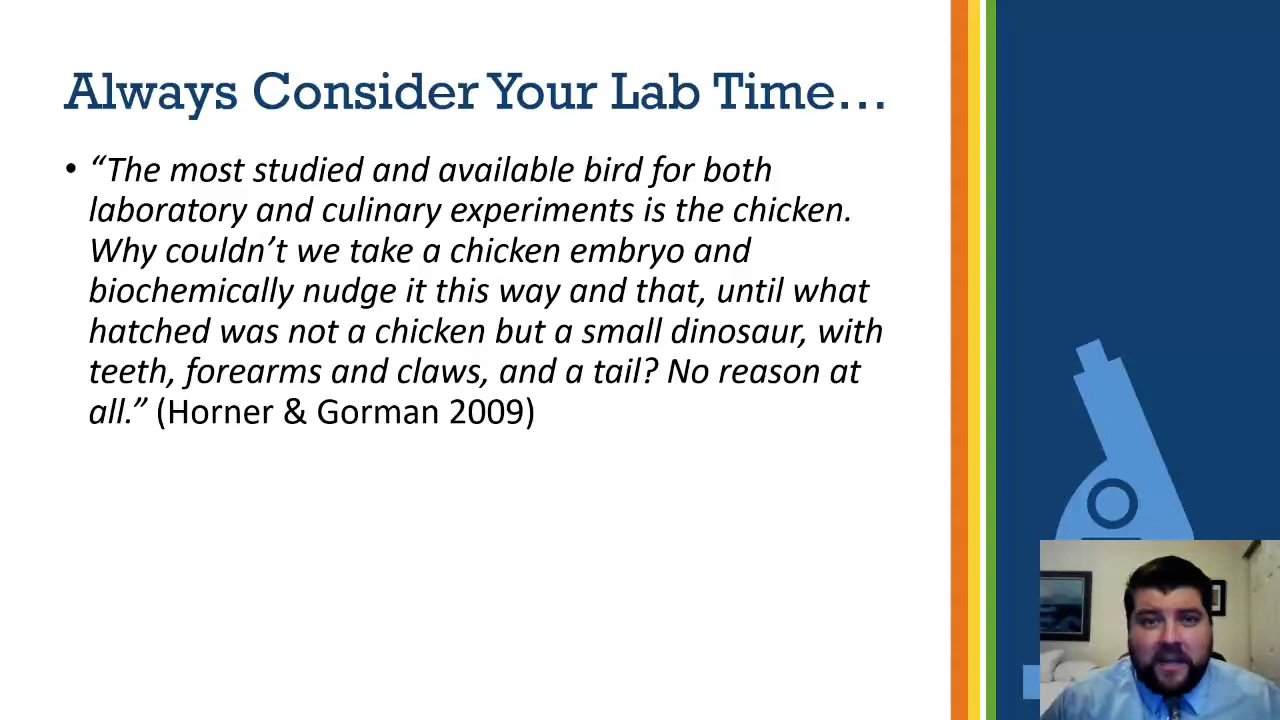 Always Consider Your Lab Time...
• “The most studied and available bird for both
laboratory and culinary experiments is the chicken.
Why couldn’t we take a chicken embryo and
biochemically nudge it this way and that, until what
hatched was not a chicken but a small dinosaur, with
teeth, forearms and claws, and a tail? No reason at
all.” (Horner & Gorman 2009)